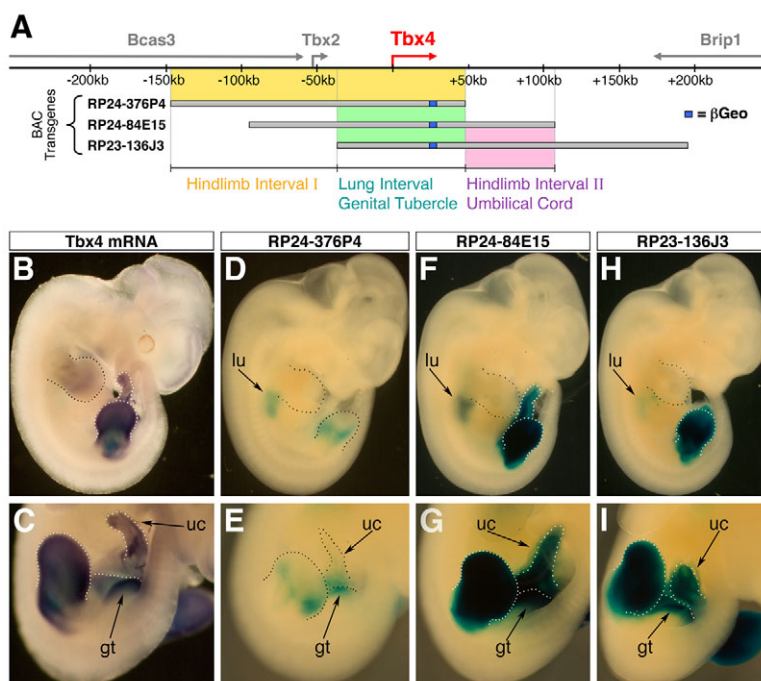 A
Bcas3 Tbx2 Tbx4 Brip1
-200kb -150kb -100kb -50kb +50kb +100kb +200kb
BAC Transgenes
RP24-376P4
RP24-84E15
RP23-136J3
= βGeo
Hindlimb Interval I
Lung Interval
Genital Tubercle
Hindlimb Interval II
Umbilical Cord
Tbx4 mRNA RP24-376P4 RP24-84E15 RP23-136J3
B D F H
lu lu lu
C E G I
uc uc uc uc
gt gt gt gt